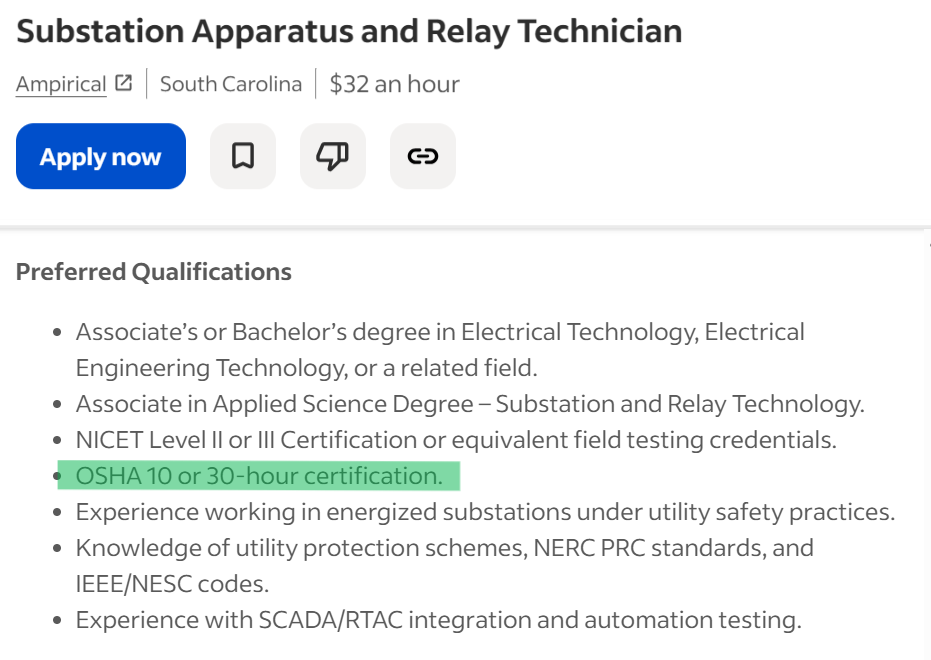 Substation Apparatus and Relay Technician
Ampirical South Carolina $32 an hour
Apply now
Preferred Qualifications
• Associate’s or Bachelor’s degree in Electrical Technology, Electrical
Engineering Technology, or a related field.
• Associate in Applied Science Degree – Substation and Relay Technology.
• NICET Level II or III Certification or equivalent field testing credentials.
• OSHA 10 or 30-hour certification.
• Experience working in energized substations under utility safety practices.
• Knowledge of utility protection schemes, NERC PRC standards, and
IEEE/NESC codes.
• Experience with SCADA/RTAC integration and automation testing.